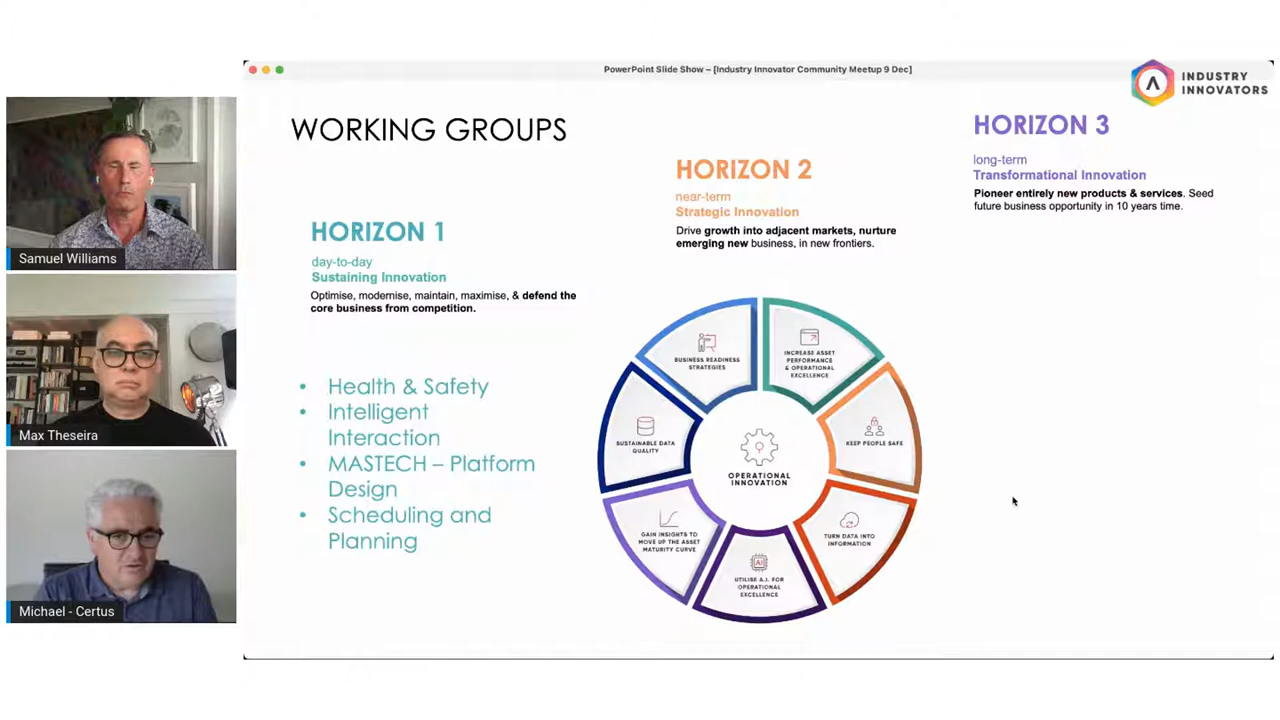 PowerPoint Slide Show – [Industry Innovator Community Meetup 9 Dec]
INDUSTRY
INNOVATORS
WORKING GROUPS
HORIZON 1
day-to-day
Sustaining Innovation
Optimise, modernise, maintain, maximise, & defend the
core business from competition.
• Health & Safety
• Intelligent
Interaction
• MASTECH – Platform
Design
• Scheduling and
Planning
HORIZON 2
near-term
Strategic Innovation
Drive growth into adjacent markets, nurture
emerging new business, in new frontiers.
HORIZON 3
long-term
Transformational Innovation
Pioneer entirely new products & services. Seed
future business opportunity in 10 years time.
BUSINESS READINESS
STRATEGIES
INCREASE ASSET
PERFORMANCE
& OPERATIONAL
EXCELLENCE
KEEP PEOPLE SAFE
TURN DATA INTO
INFORMATION
AI
UTILISE A.I. FOR
OPERATIONAL
EXCELLENCE
GAIN INSIGHTS TO
MOVE UP THE ASSET
MATURITY CURVE
SUSTAINABLE DATA
QUALITY
OPERATIONAL
INNOVATION
Samuel Williams
Max Theseira
Michael - Certus